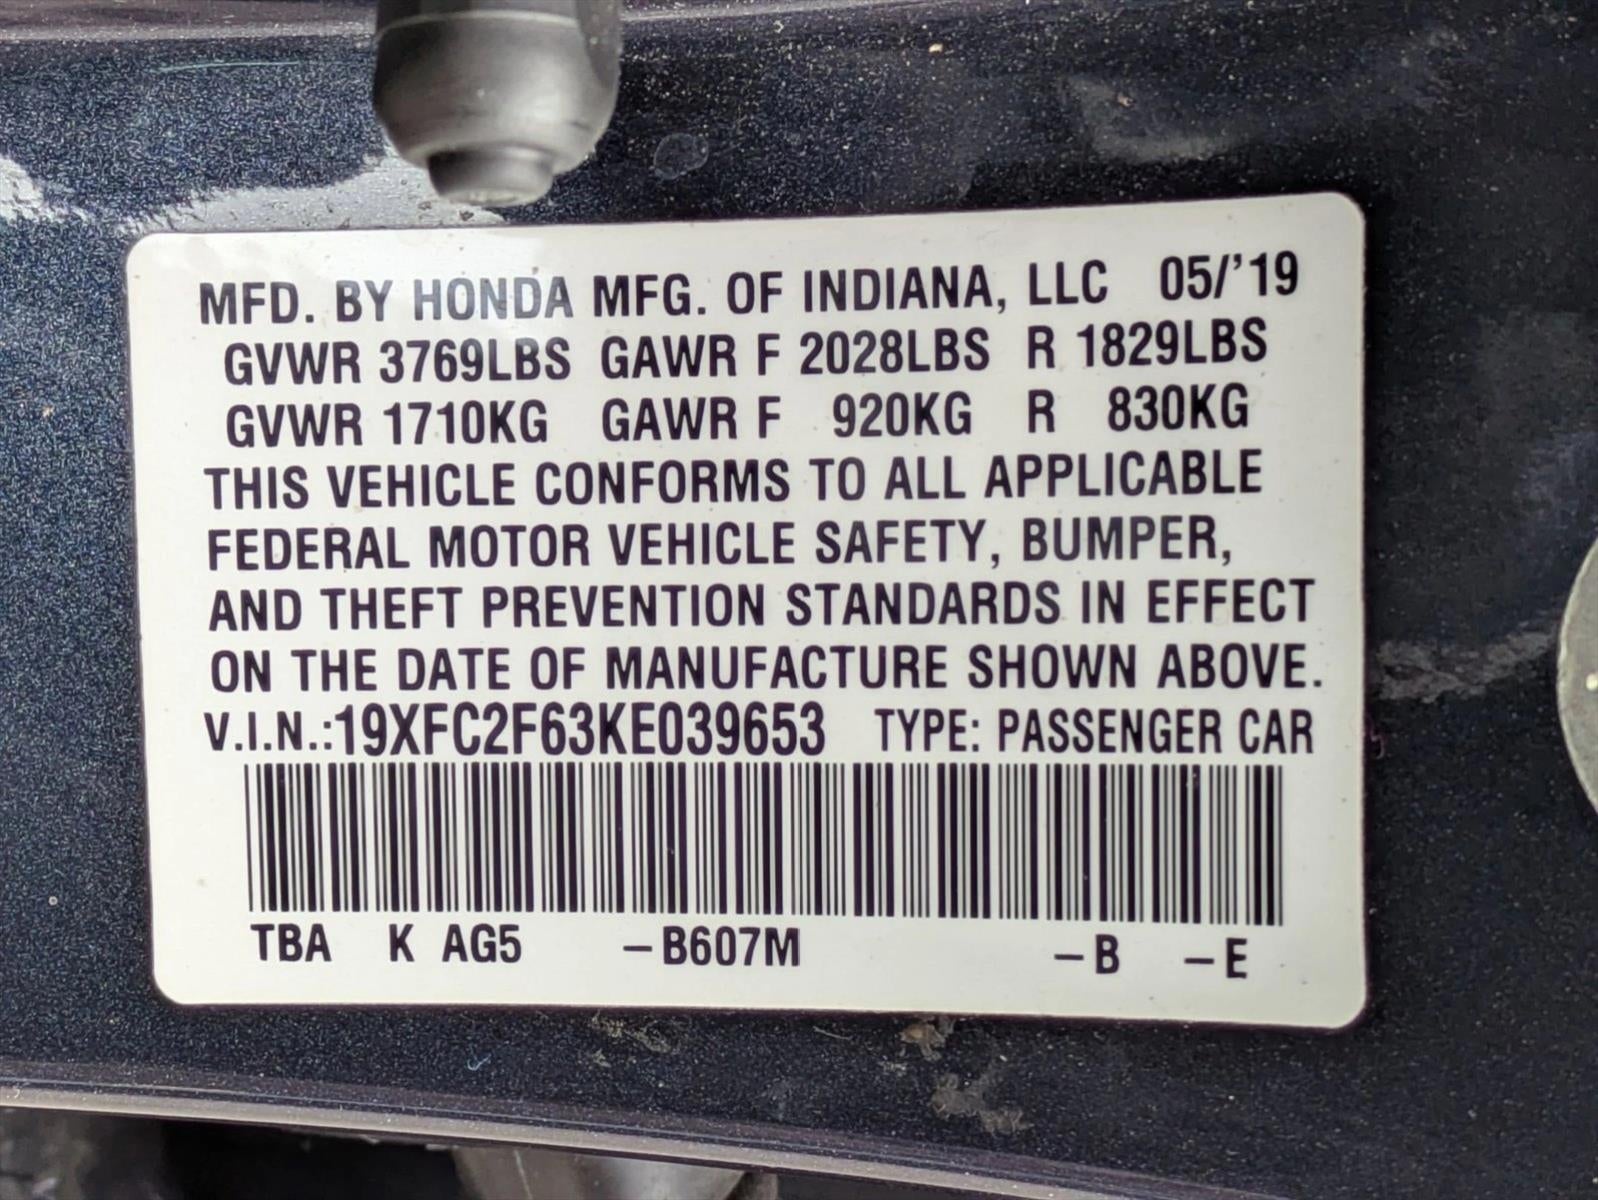 MFD. BY HONDA MFG. OF INDIANA, LLC 05/'19
GVWR 3769LBS GAWR F 2028LBS R 1829LBS
GVWR 1710KG GAWR F 920KG R 830KG
THIS VEHICLE CONFORMS TO ALL APPLICABLE
FEDERAL MOTOR VEHICLE SAFETY, BUMPER,
AND THEFT PREVENTION STANDARDS IN EFFECT
ON THE DATE OF MANUFACTURE SHOWN ABOVE.
V.I.N.:19XFC2F63KE039653 TYPE: PASSENGER CAR
TBA K AG5 –B607M –B –E